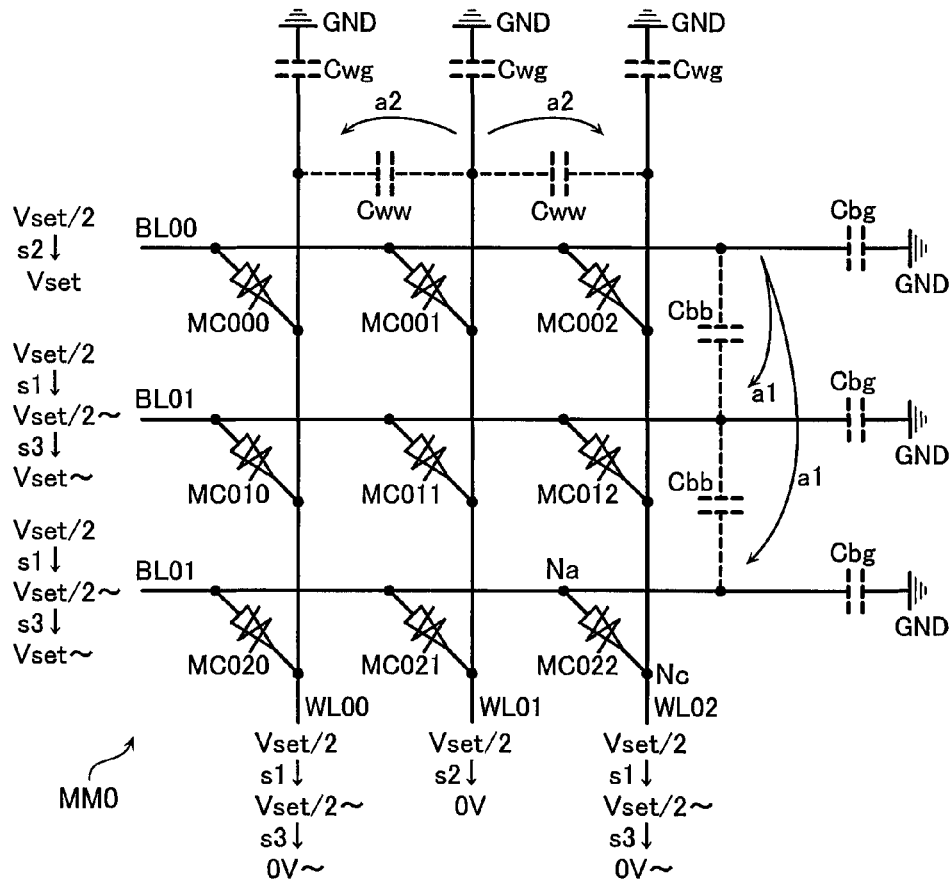 GND GND GND
Cwg Cwg Cwg
a2 a2
Cww Cww
Vset/2
s2↓
Vset
BL00
Cbg
GND
MC000 MC001 MC002
Cbb
a1
Vset/2
s1↓
Vset/2~
s3↓
Vset~
BL01
Cbg
GND
MC010 MC011 MC012
Cbb
a1
Vset/2
s1↓
Vset/2~
s3↓
Vset~
BL01
Na
Cbg
GND
MC020 MC021 MC022
Nc
WL00 WL01 WL02
Vset/2 Vset/2 Vset/2
s1↓ s2↓ s1↓
Vset/2~ 0V Vset/2~
s3↓ s3↓
0V~ 0V~
MM0